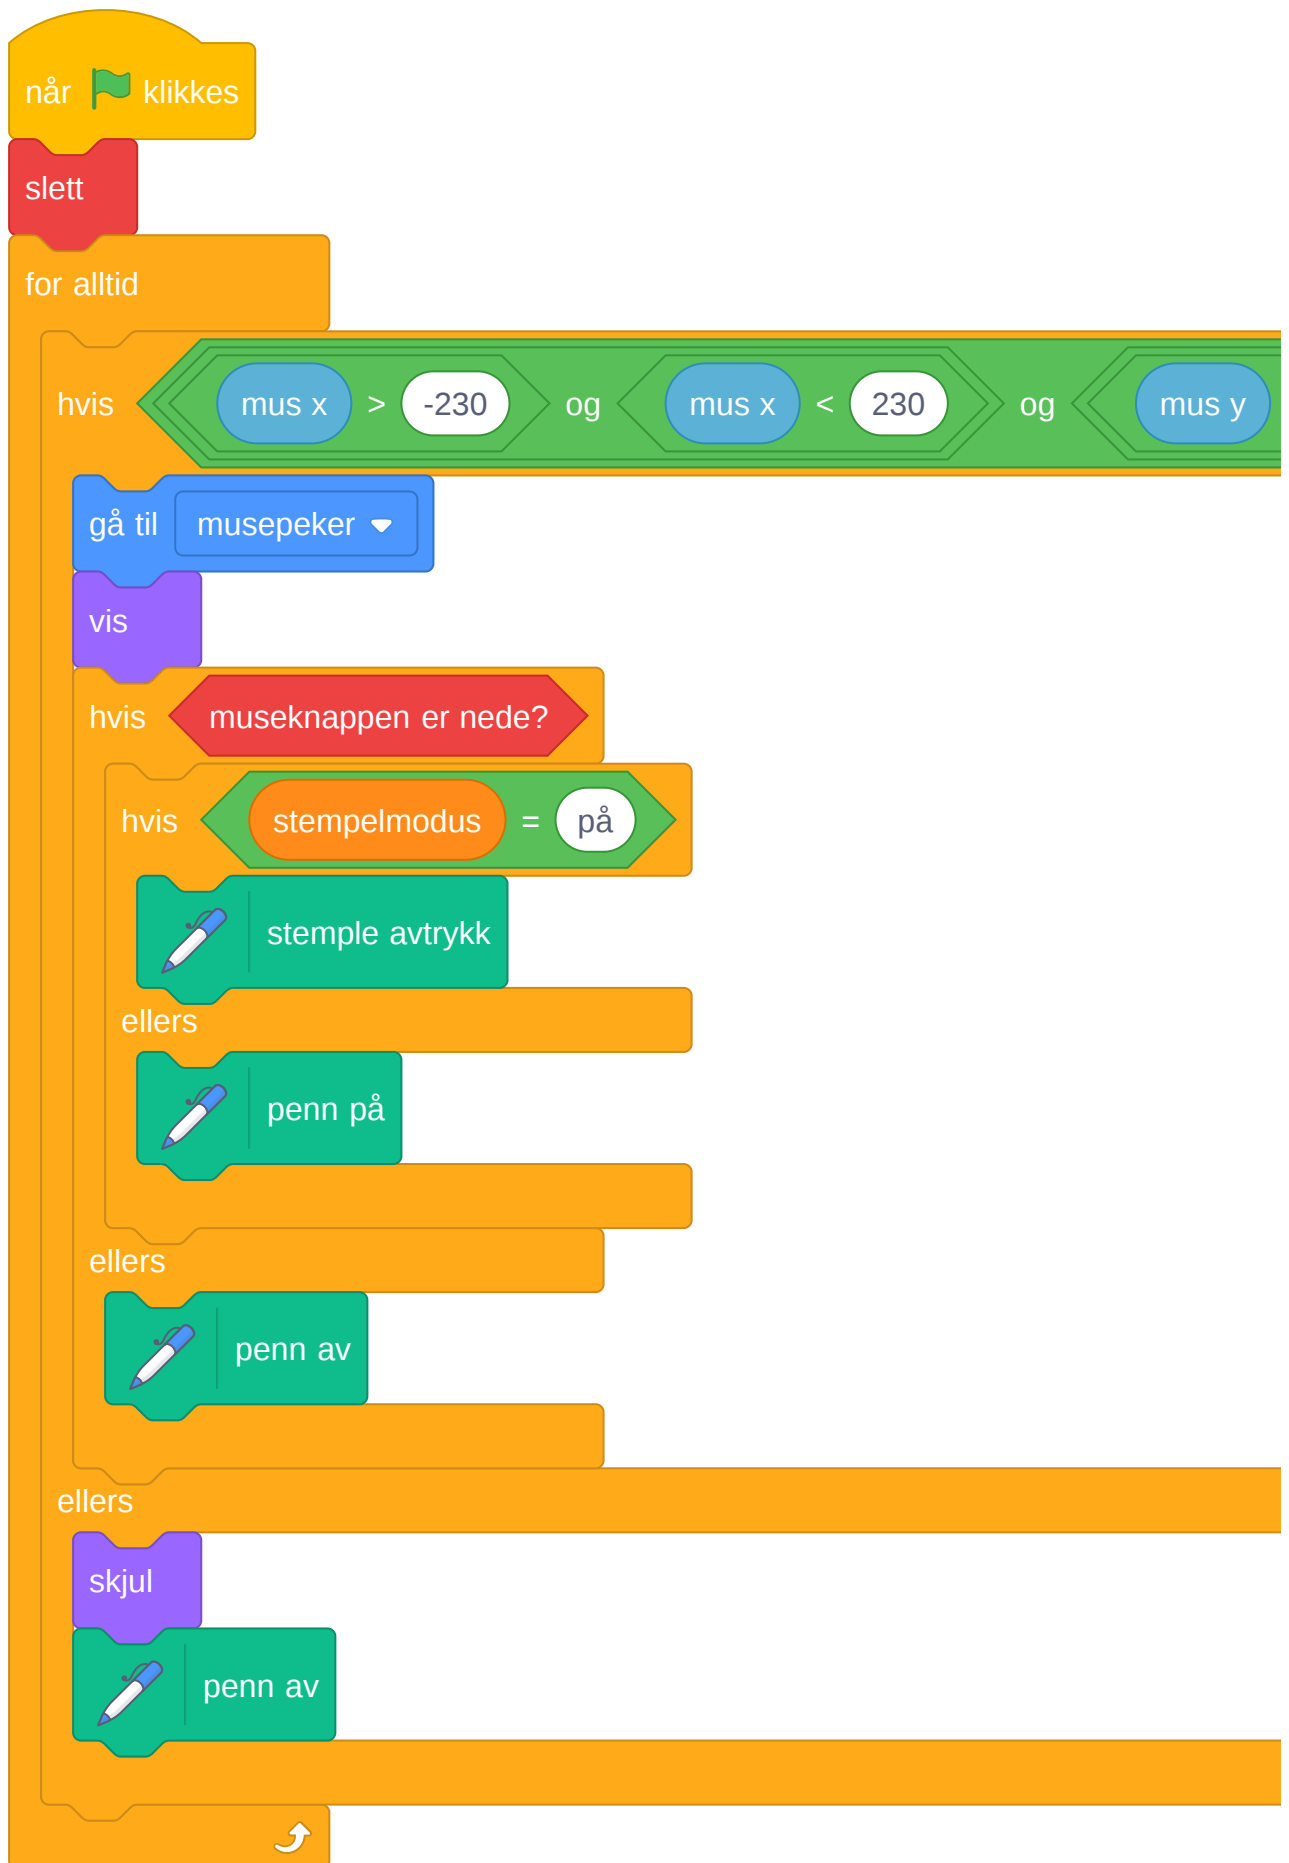 når klikkes
slett
for alltid
hvis mus x > -230 og mus x < 230 og mus y
gå til musepeker
vis
hvis museknappen er nede?
hvis stempelmodus = på
stemple avtrykk
ellers
penn på
ellers
penn av
ellers
skjul
penn av